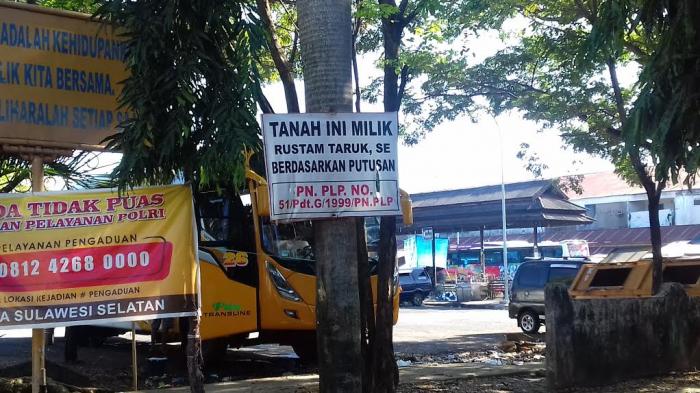 ADALAH KEHIDUPAN
LIK KITA BERSAMA.
LIHARALAH SETIAP
TANAH INI MILIK
RUSTAM TARUK, SE
BERDASARKAN PUTUSAN
PN. PLP. NO.
51/Pdt.G/1999/PN.PLP
DA TIDAK PUAS
AN PELAYANAN POLRI
PELAYANAN PENGADUAN
0812 4268 0000
LOKASI KEJADIAN # PENGADUAN
A SULAWESI SELATAN
26
TRANSLINE